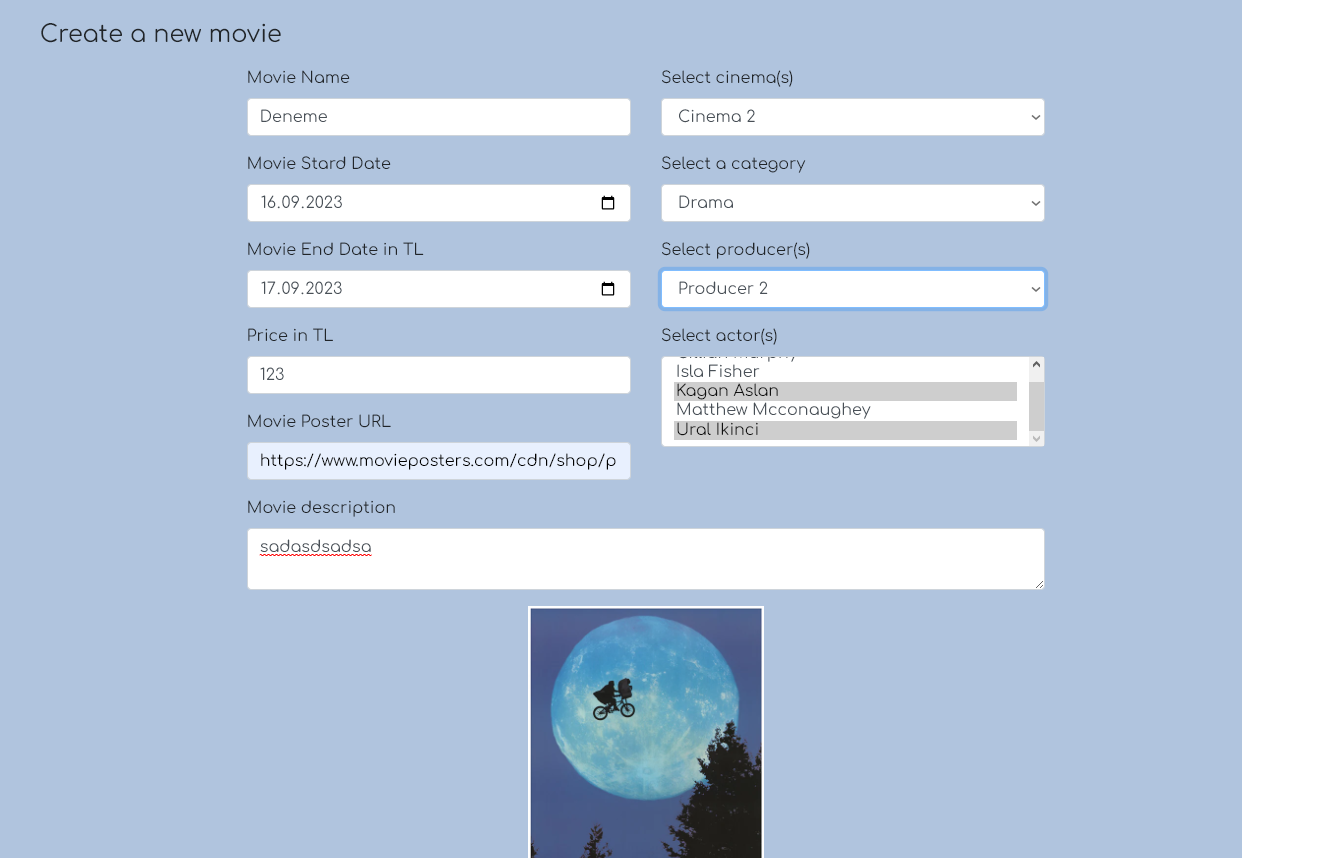 Create a new movie
Movie Name
Deneme
Movie Stard Date
16.09.2023
Movie End Date in TL
17.09.2023
Price in TL
123
Movie Poster URL
https://www.movieposters.com/cdn/shop/p
Select cinema(s)
Cinema 2
Select a category
Drama
Select producer(s)
Producer 2
Select actor(s)
Isla Fisher
Kagan Aslan
Matthew Mcconaughey
Ural Ikinci
Movie description
sadasdsadsa